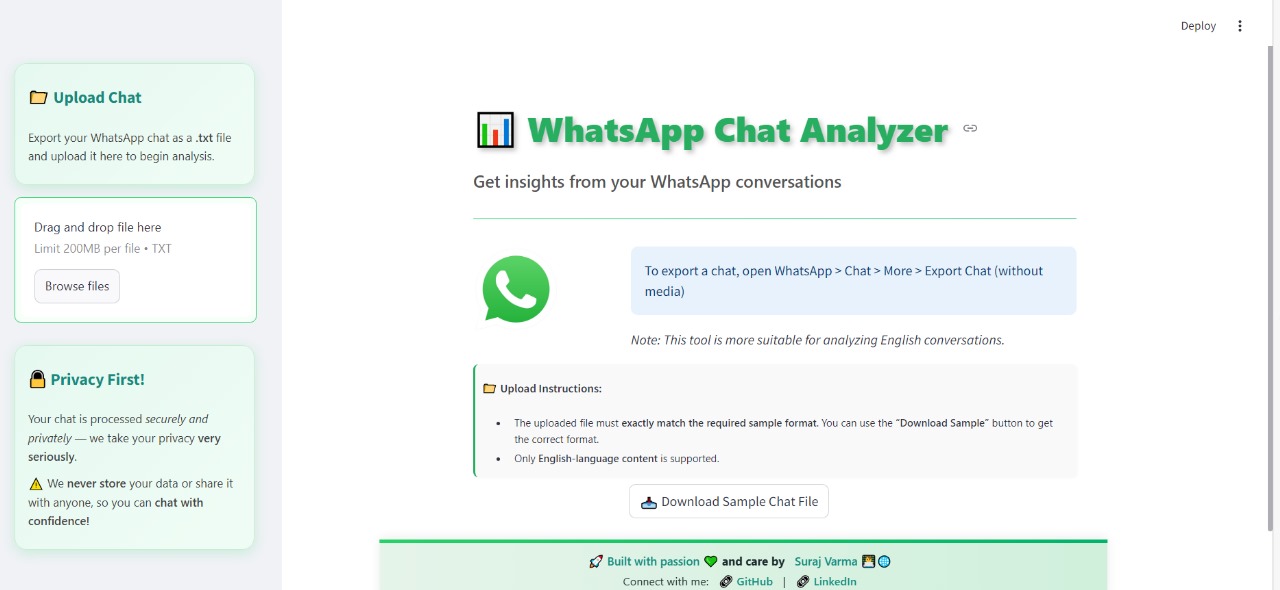 Deploy
Upload Chat
Export your WhatsApp chat as a .txt file
and upload it here to begin analysis.
Drag and drop file here
Limit 200MB per file • TXT
Browse files
Privacy First!
Your chat is processed securely and
privately — we take your privacy very
seriously.
We never store your data or share it
with anyone, so you can chat with
confidence!
WhatsApp Chat Analyzer
Get insights from your WhatsApp conversations
To export a chat, open WhatsApp > Chat > More > Export Chat (without
media)
Note: This tool is more suitable for analyzing English conversations.
Upload Instructions:
• The uploaded file must exactly match the required sample format. You can use the "Download Sample" button to get
the correct format.
• Only English-language content is supported.
Download Sample Chat File
Built with passion 💚 and care by Suraj Varma
Connect with me: GitHub | LinkedIn